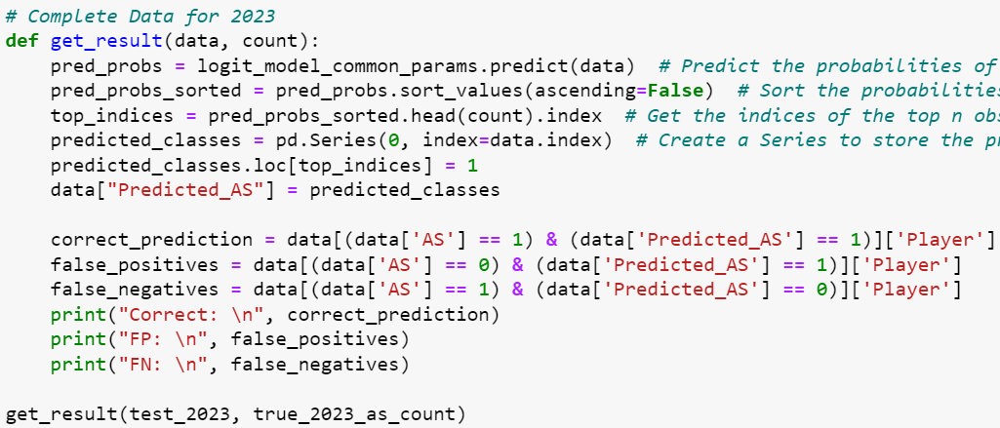 # Complete Data for 2023
def get_result(data, count):
    pred_probs = logit_model_common_params.predict(data)  # Predict the probabilities of
    pred_probs_sorted = pred_probs.sort_values(ascending=False)  # Sort the probabilities
    top_indices = pred_probs_sorted.head(count).index  # Get the indices of the top n
    predicted_classes = pd.Series(0, index=data.index)  # Create a Series to store the
    predicted_classes.loc[top_indices] = 1
    data["Predicted_AS"] = predicted_classes

    correct_prediction = data[(data['AS'] == 1) & (data['Predicted_AS'] == 1)]['Player']
    false_positives = data[(data['AS'] == 0) & (data['Predicted_AS'] == 1)]['Player']
    false_negatives = data[(data['AS'] == 1) & (data['Predicted_AS'] == 0)]['Player']
    print("Correct: \n", correct_prediction)
    print("FP: \n", false_positives)
    print("FN: \n", false_negatives)

get_result(test_2023, true_2023_as_count)